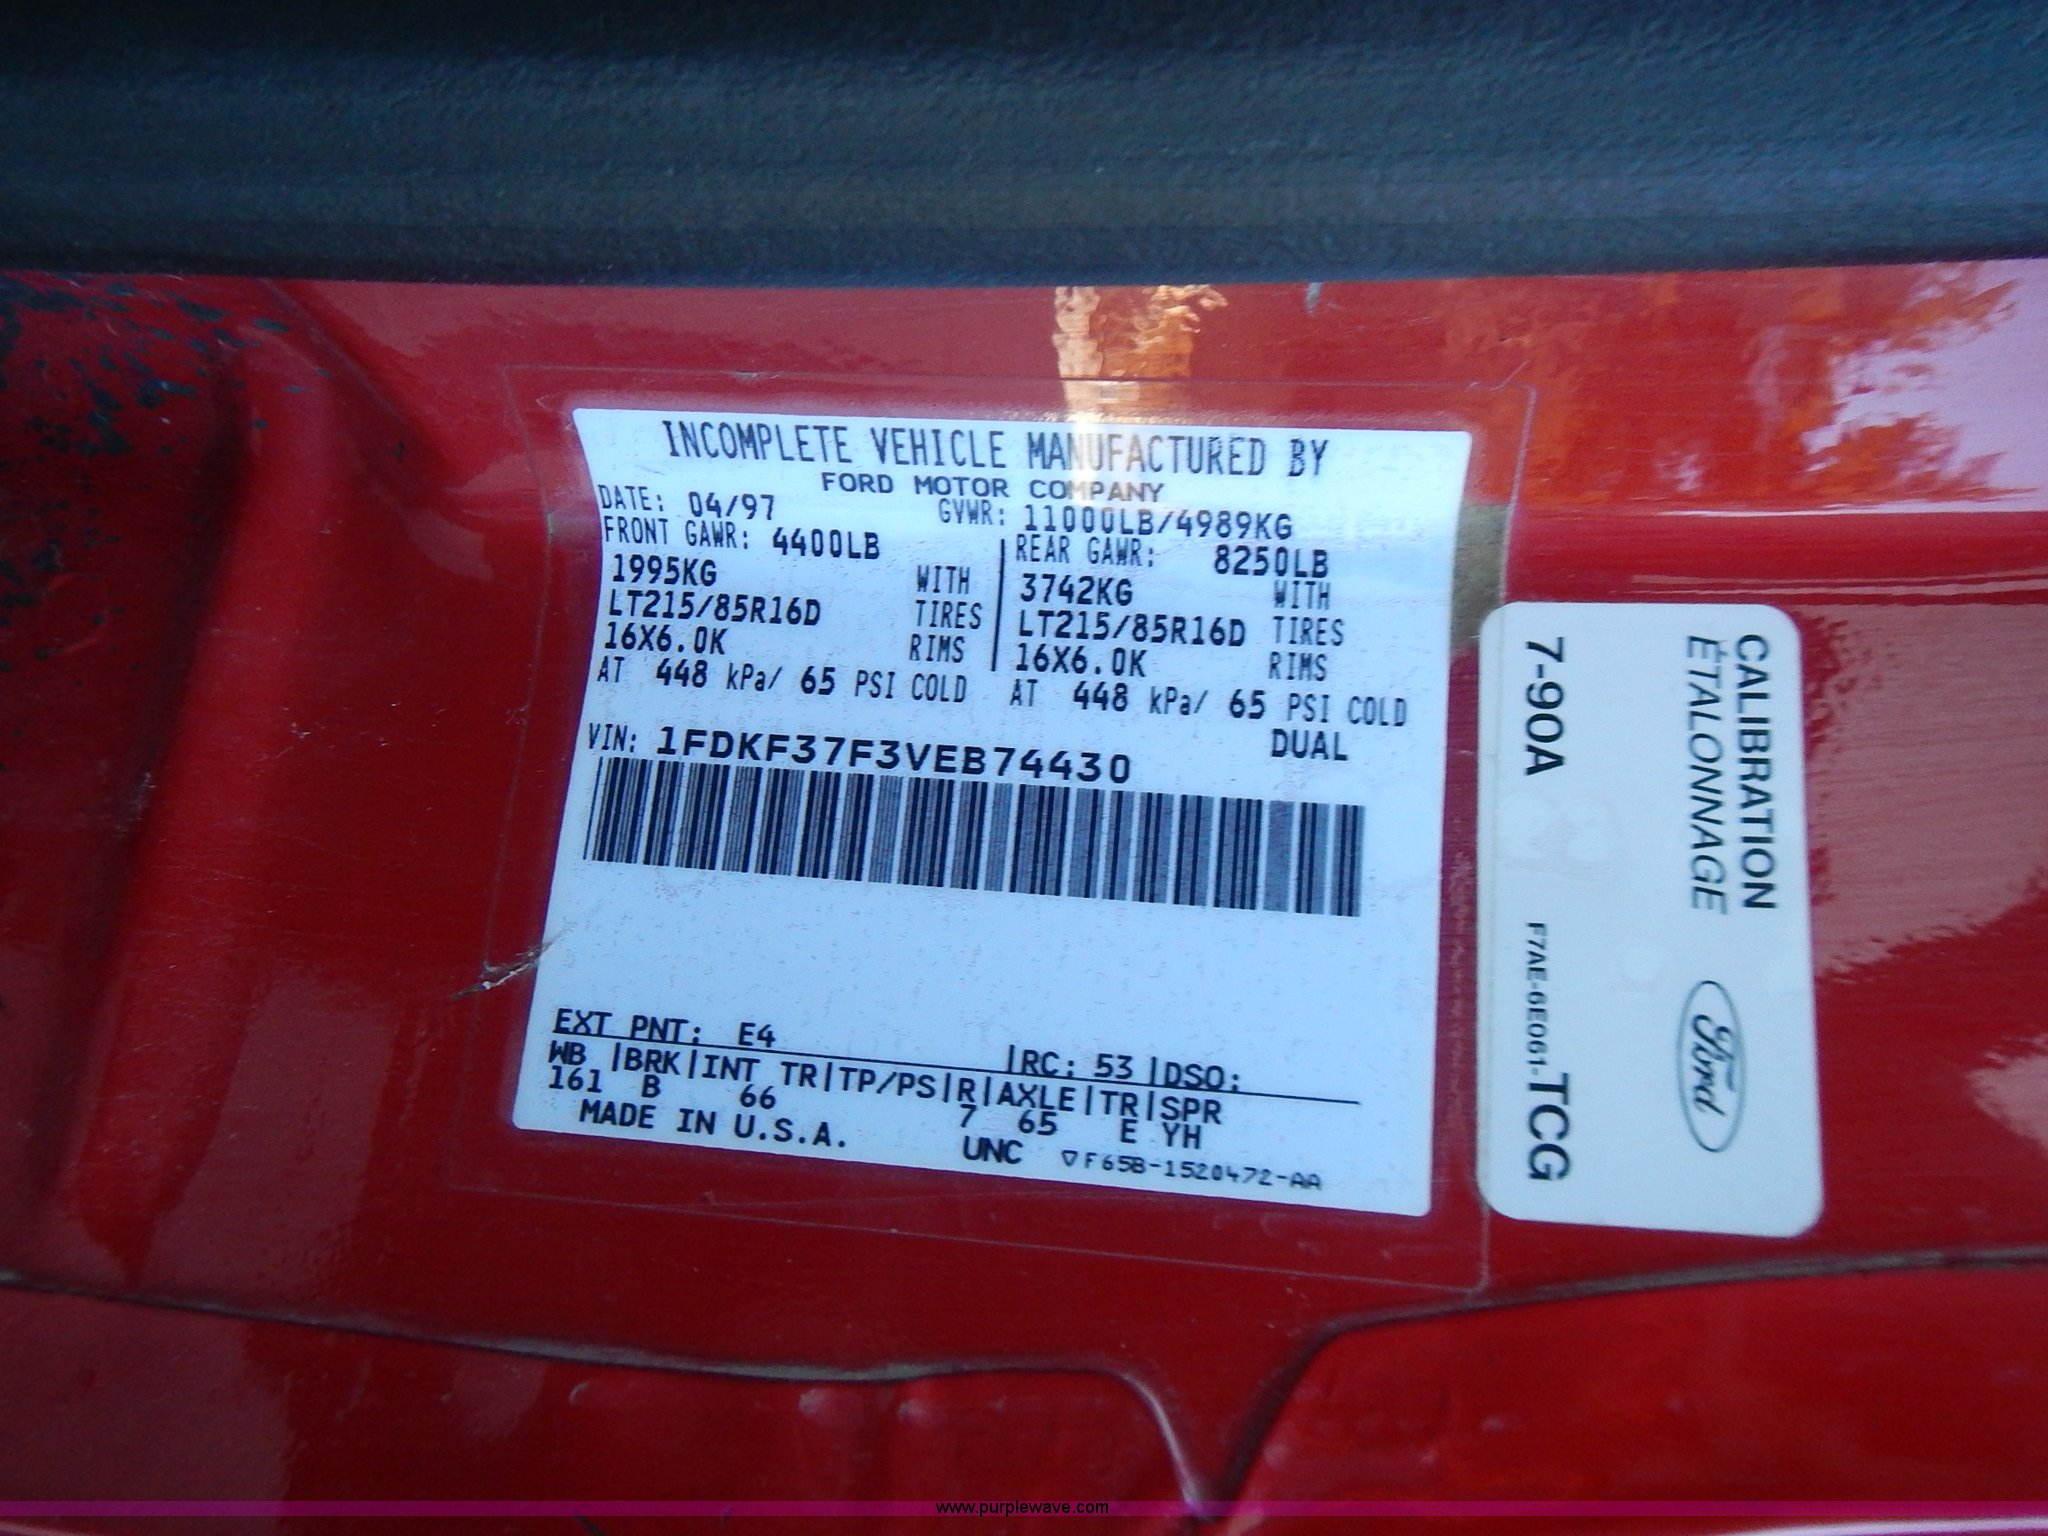 INCOMPLETE VEHICLE MANUFACTURED BY
FORD MOTOR COMPANY
DATE: 04/97 GVWR: 11000LB/4989KG
FRONT GAWR: 4400LB REAR GAWR: 8250LB
1995KG WITH 3742KG WITH
LT215/85R16D TIRES LT215/85R16D TIRES
16X6.0K RIMS 16X6.0K RIMS
AT 448 kPa/ 65 PSI COLD AT 448 kPa/ 65 PSI COLD
VIN: 1FDKF37F3VEB74430 DUAL
EXT PNT: E4 |RC: 53 |DSO:
WB |BRK|INT TR|TP/PS|R|AXLE|TR|SPR
161 B 66 7 65 E YH
MADE IN U.S.A. UNC ▽F65B-1520472-AA
CALIBRATION
ÉTALONNAGE
Ford
7-90A F7AE-6E061-TCG
www.purplewave.com